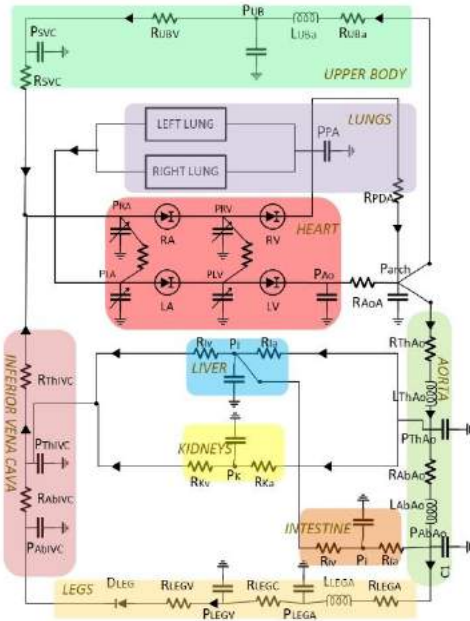 PUB
PSVC
RUBV
LUBa
RUBa
RSVC
UPPER BODY
LEFT LUNG
LUNGS
PPA
RIGHT LUNG
RPDA
PRA
PRV
HEART
RA
RV
PIA
PLV
PAo
Parch
LA
LV
RAoA
RThAo
AORTA
RIv
Pl
RIa
LIVER
LThAo
RThIVC
INFERIOR VENA CAVA
PThAo
KIDNEYS
PThIVC
RKv
PK
RKa
RAbAo
RAbIVC
LAbAo
INTESTINE
PAbIVC
PAbAo
RIv
Pi
RIa
C1
DLEG
LLEGA
LEGS
RLEGV
RLEGC
RLEGA
PLEGV
PLEGA